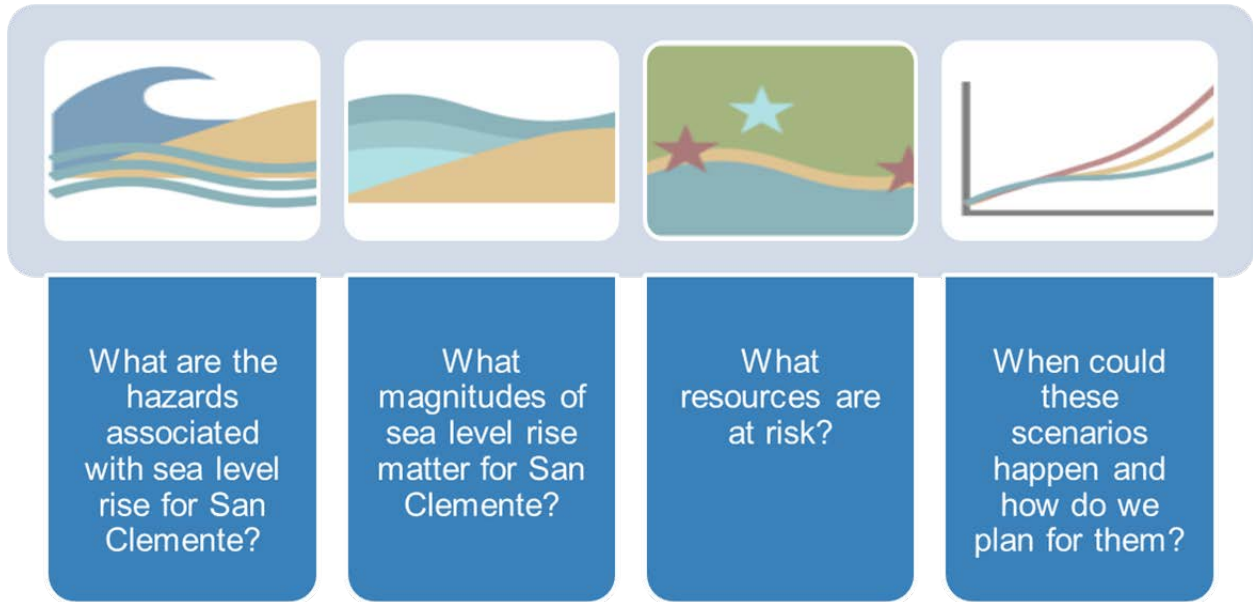 What are the
hazards
associated
with sea level
rise for San
Clemente?
What
magnitudes of
sea level rise
matter for San
Clemente?
What
resources are
at risk?
When could
these
scenarios
happen and
how do we
plan for them?